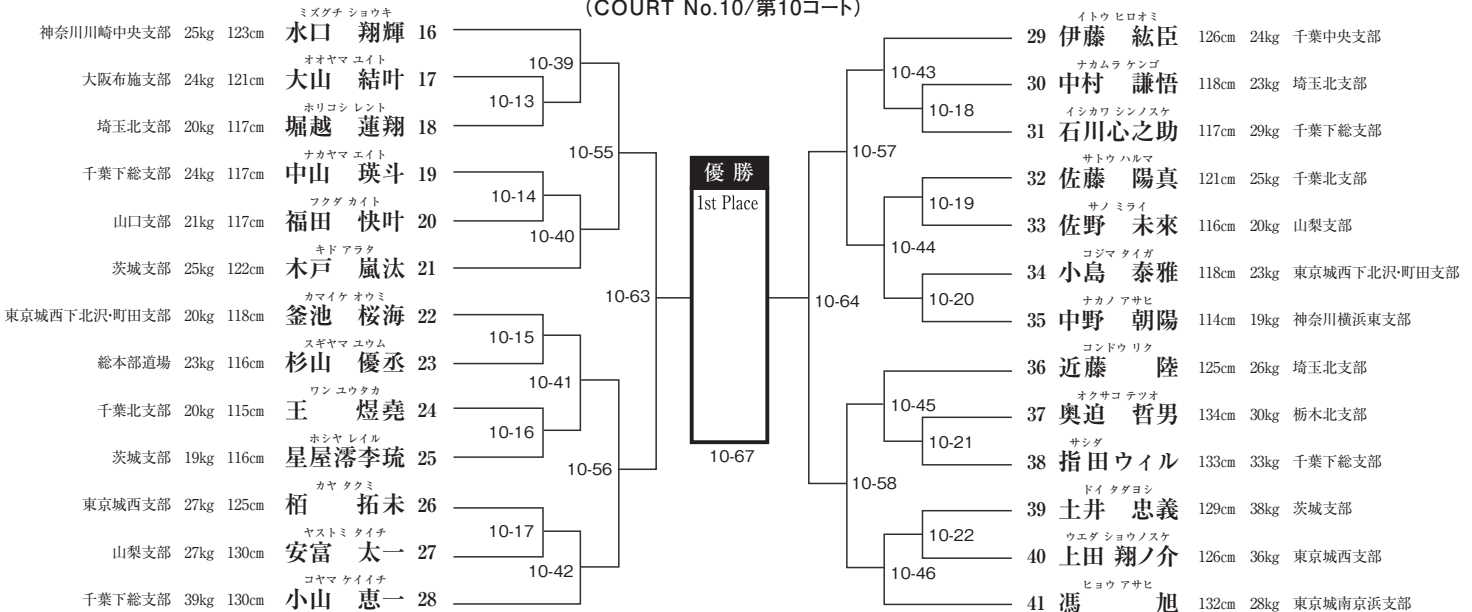 (COURT No.10/第10コート)
ミズグチ ショウキ
神奈川川崎中央支部 25kg 123cm 水口 翔輝 16
オオヤマ ユイト
大阪布施支部 24kg 121cm 大山 結叶 17
ホリコシ レント
埼玉北支部 20kg 117cm 堀越 蓮翔 18
ナカヤマ エイト
千葉下総支部 24kg 117cm 中山 瑛斗 19
フクダ カイト
山口支部 21kg 117cm 福田 快叶 20
キド アラタ
茨城支部 25kg 122cm 木戸 嵐汰 21
カマイケ オウミ
東京城西下北沢・町田支部 20kg 118cm 釜池 桜海 22
スギヤマ ユウム
総本部道場 23kg 116cm 杉山 優丞 23
ワン ユウタカ
千葉北支部 20kg 115cm 王 煜堯 24
ホシヤ レイル
茨城支部 19kg 116cm 星屋澪李琉 25
カヤ タクミ
東京城西支部 27kg 125cm 栢 拓未 26
ヤストミ タイチ
山梨支部 27kg 130cm 安富 太一 27
コヤマ ケイイチ
千葉下総支部 39kg 130cm 小山 恵一 28
10-39
10-13
10-55
10-14
10-40
10-63
10-15
10-41
10-16
10-56
10-17
10-42
優勝
1st Place
10-67
イトウ ヒロオミ
29 伊藤 紘臣 126cm 24kg 千葉中央支部
ナカムラ ケンゴ
30 中村 謙悟 118cm 23kg 埼玉北支部
イシカワ シンノスケ
31 石川心之助 117cm 29kg 千葉下総支部
サトウ ハルマ
32 佐藤 陽真 121cm 25kg 千葉北支部
サノ ミライ
33 佐野 未來 116cm 20kg 山梨支部
コジマ タイガ
34 小島 泰雅 118cm 23kg 東京城西下北沢・町田支部
ナカノ アサヒ
35 中野 朝陽 114cm 19kg 神奈川横浜東支部
コンドウ リク
36 近藤 陸 125cm 26kg 埼玉北支部
オクサコ テツオ
37 奥迫 哲男 134cm 30kg 栃木北支部
サシダ
38 指田ウィル 133cm 33kg 千葉下総支部
ドイ タダヨシ
39 土井 忠義 129cm 38kg 茨城支部
ウエダ ショウノスケ
40 上田 翔ノ介 126cm 36kg 東京城西支部
ヒョウ アサヒ
41 馮 旭 132cm 28kg 東京城南京浜支部
10-43
10-18
10-57
10-19
10-44
10-20
10-64
10-45
10-21
10-58
10-22
10-46